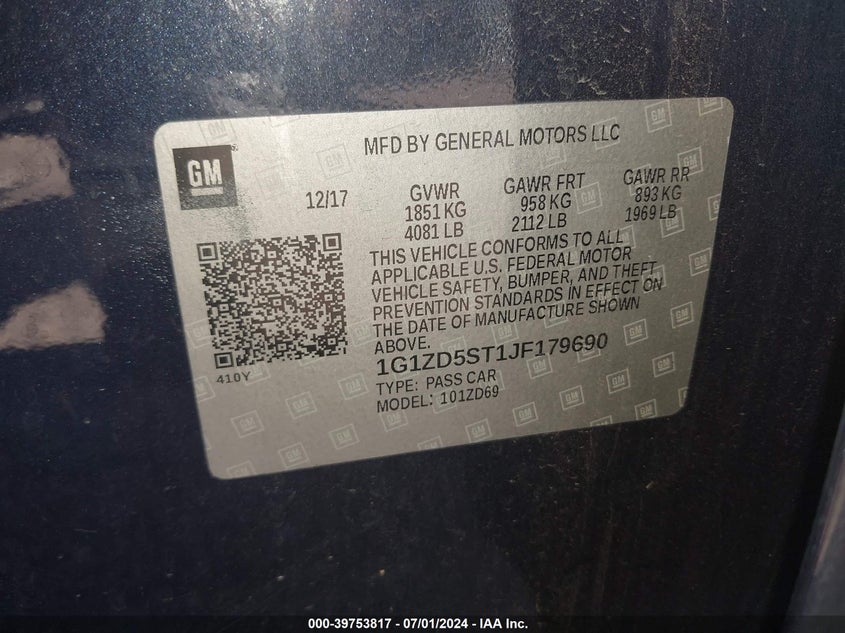 MFD BY GENERAL MOTORS LLC
GM
12/17
GVWR GAWR FRT GAWR RR
1851 KG 958 KG 893 KG
4081 LB 2112 LB 1969 LB
THIS VEHICLE CONFORMS TO ALL
APPLICABLE U.S. FEDERAL MOTOR
VEHICLE SAFETY, BUMPER, AND THEFT
PREVENTION STANDARDS IN EFFECT ON
THE DATE OF MANUFACTURE SHOWN
ABOVE.
410Y
1G1ZD5ST1JF179690
TYPE: PASS CAR
MODEL: 101ZD69
000-39753817 - 07/01/2024 - IAA Inc.